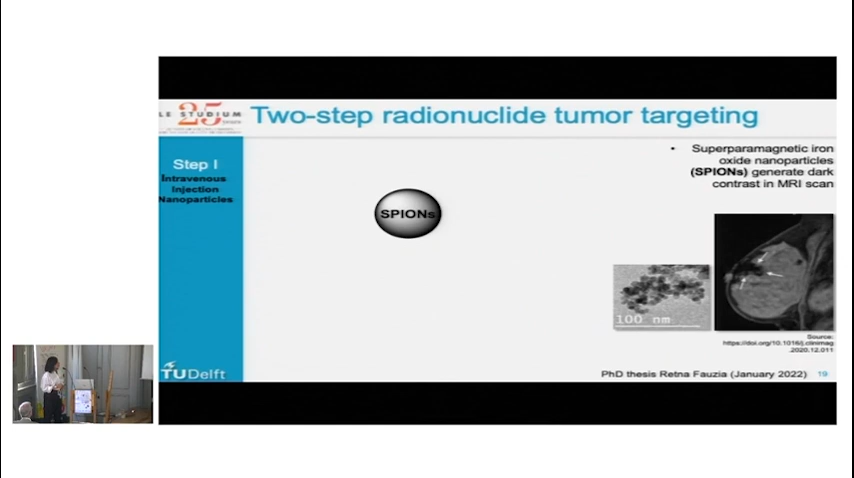 LE STUDIUM
25
Two-step radionuclide tumor targeting
Step I
Intravenous
Injection
Nanoparticles
SPIONs
• Superparamagnetic iron
oxide nanoparticles
(SPIONs) generate dark
contrast in MRI scan
100 nm
Source:
https://doi.org/10.1016/j.clinimag
.2020.12.011
TUDelft
PhD thesis Retna Fauzia (January 2022) 19